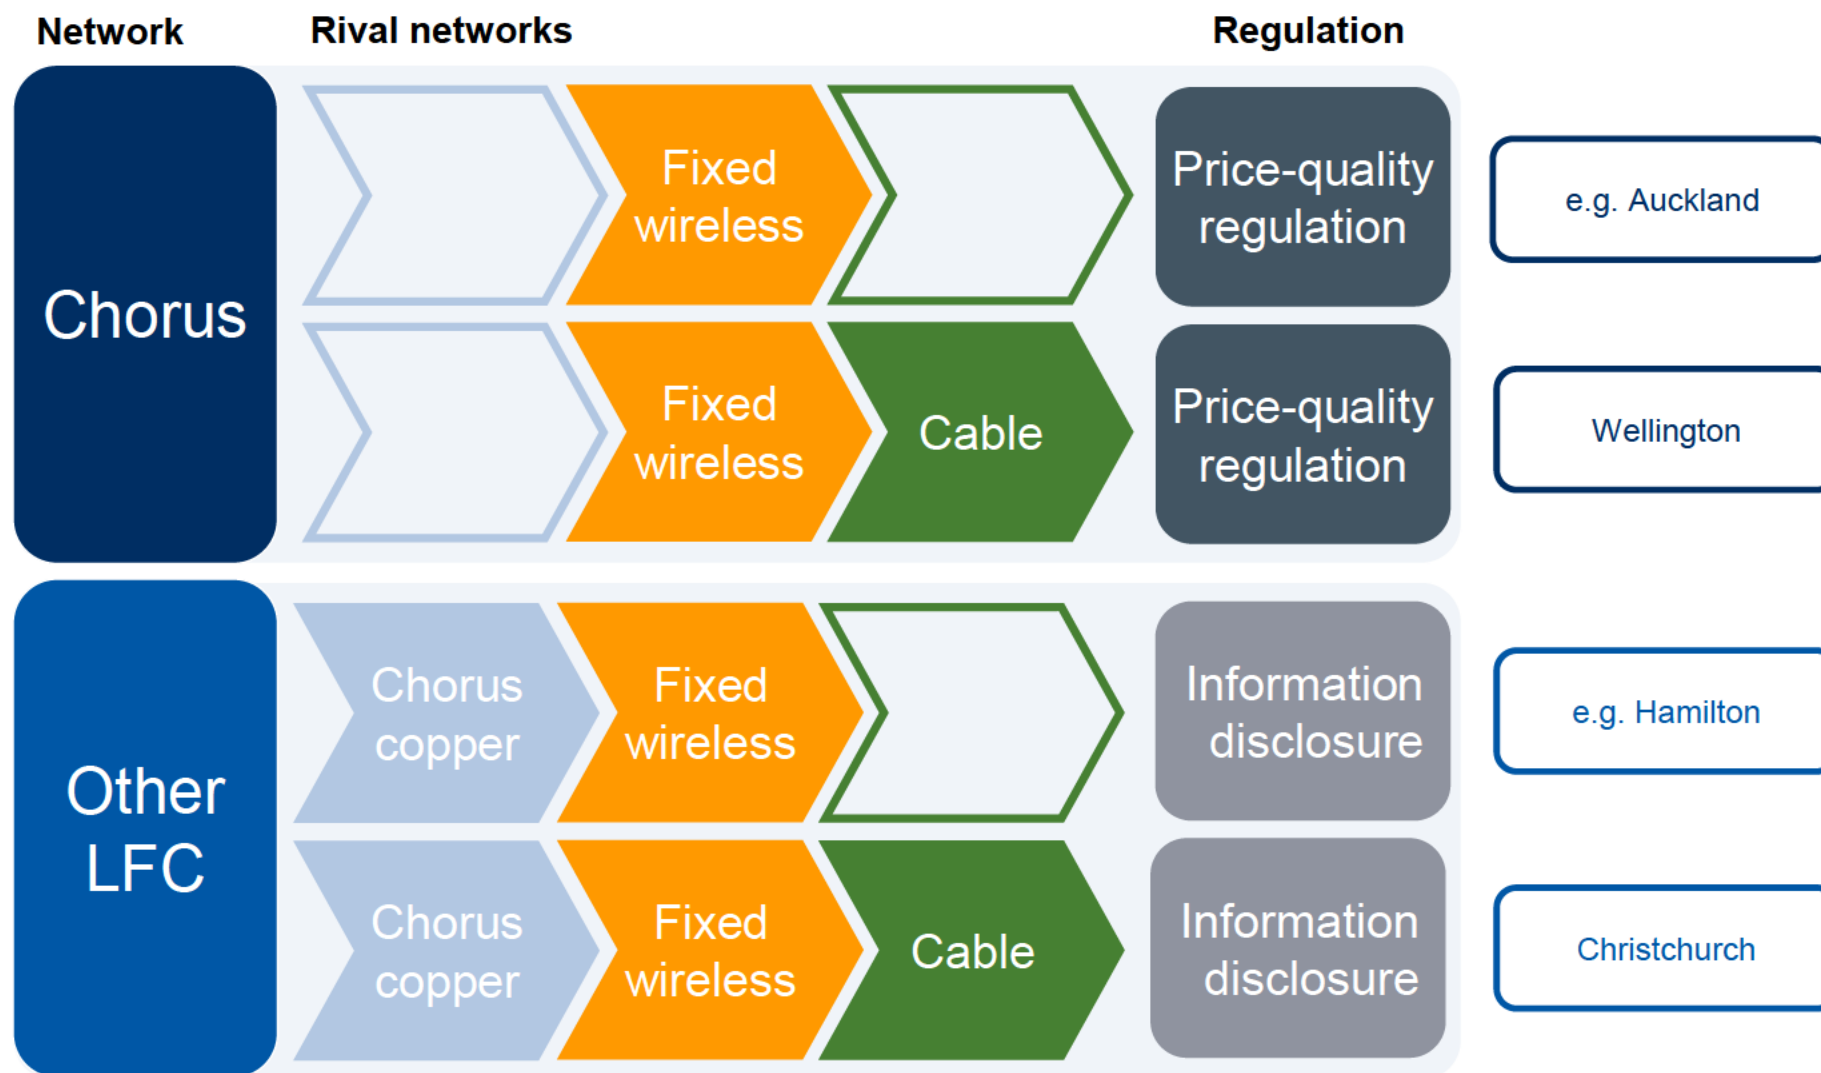 Network
Rival networks
Regulation
Chorus
Fixed
wireless
Price-quality
regulation
e.g. Auckland
Fixed
wireless
Cable
Price-quality
regulation
Wellington
Other
LFC
Chorus
copper
Fixed
wireless
Information
disclosure
e.g. Hamilton
Chorus
copper
Fixed
wireless
Cable
Information
disclosure
Christchurch